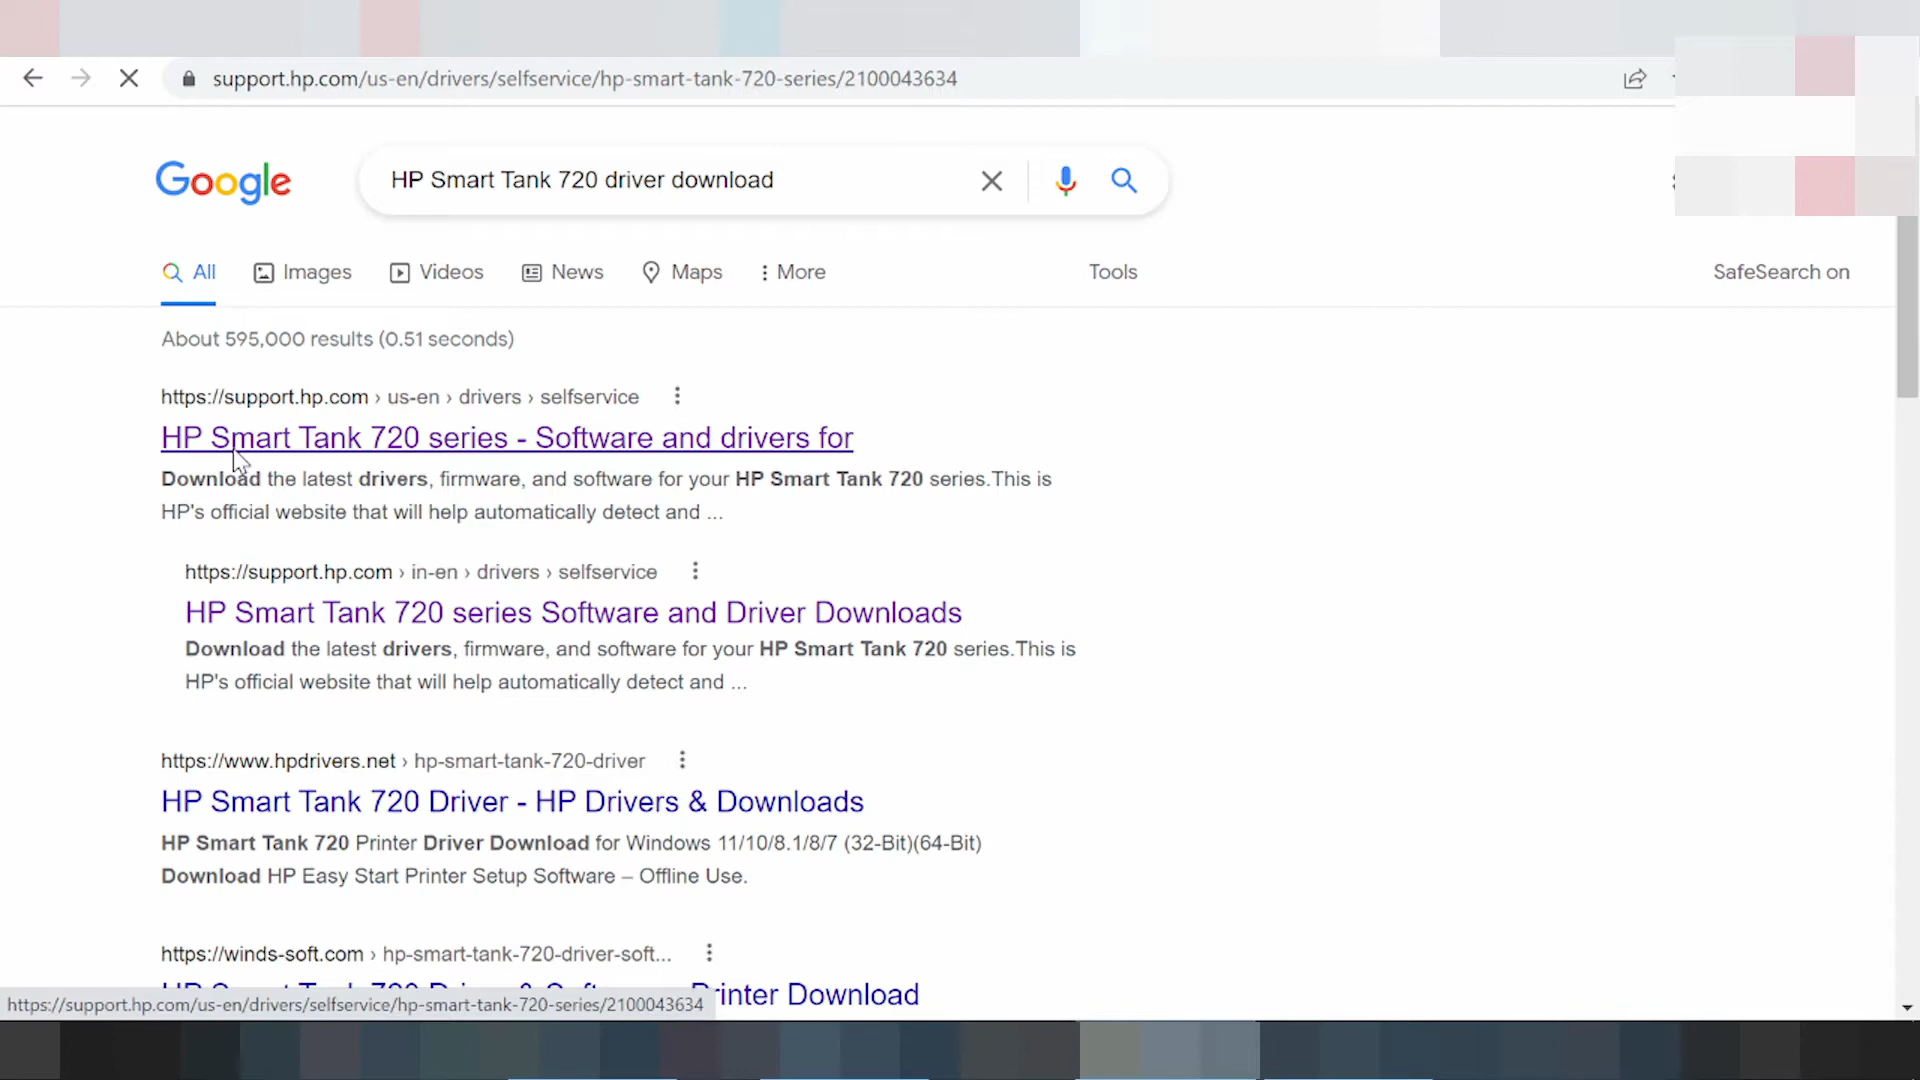 support.hp.com/us-en/drivers/selfservice/hp-smart-tank-720-series/2100043634
Google
HP Smart Tank 720 driver download
All Images Videos News Maps More Tools SafeSearch on
About 595,000 results (0.51 seconds)
https://support.hp.com › us-en › drivers › selfservice
HP Smart Tank 720 series - Software and drivers for
Download the latest drivers, firmware, and software for your HP Smart Tank 720 series.This is
HP's official website that will help automatically detect and ...
https://support.hp.com › in-en › drivers › selfservice
HP Smart Tank 720 series Software and Driver Downloads
Download the latest drivers, firmware, and software for your HP Smart Tank 720 series.This is
HP's official website that will help automatically detect and ...
https://www.hpdrivers.net › hp-smart-tank-720-driver
HP Smart Tank 720 Driver - HP Drivers & Downloads
HP Smart Tank 720 Printer Driver Download for Windows 11/10/8.1/8/7 (32-Bit)(64-Bit)
Download HP Easy Start Printer Setup Software – Offline Use.
https://winds-soft.com › hp-smart-tank-720-driver-soft...
Printer Download
https://support.hp.com/us-en/drivers/selfservice/hp-smart-tank-720-series/2100043634